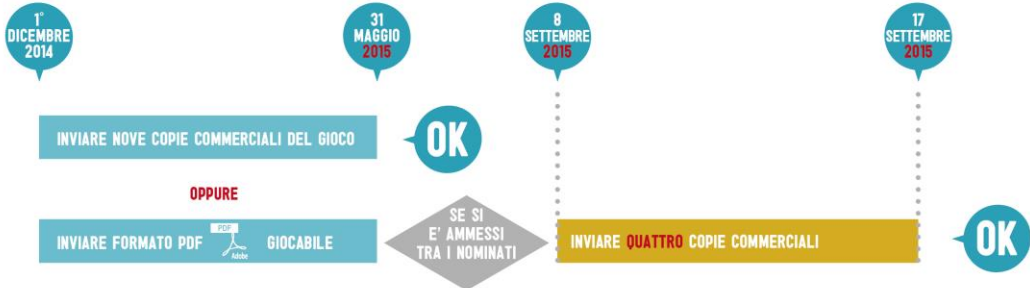 1°
DICEMBRE
2014
31
MAGGIO
2015
8
SETTEMBRE
2015
17
SETTEMBRE
2015
INVIARE NOVE COPIE COMMERCIALI DEL GIOCO
OK
OPPURE
INVIARE FORMATO PDF
PDF
Adobe
GIOCABILE
SE SI
E' AMMESSI
TRA I NOMINATI
INVIARE QUATTRO COPIE COMMERCIALI
OK